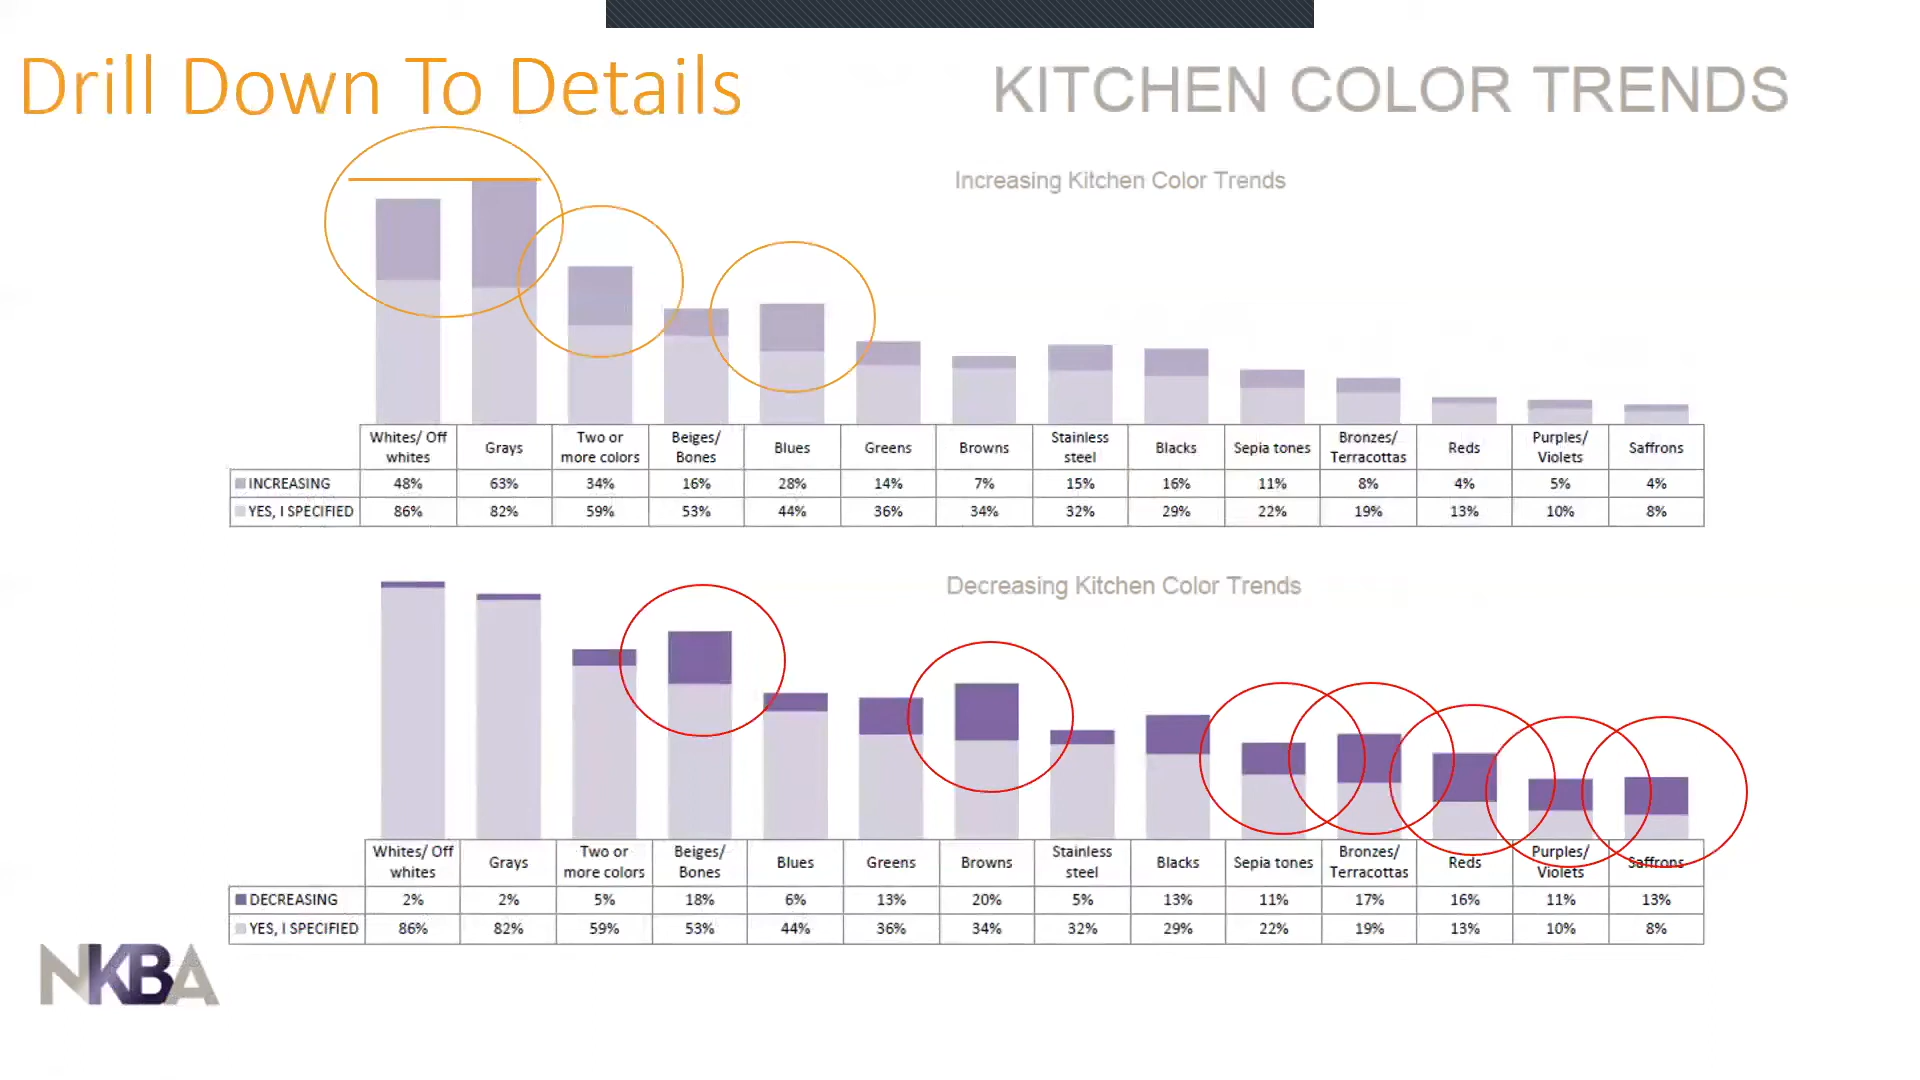 Drill Down To Details
KITCHEN COLOR TRENDS
Increasing Kitchen Color Trends
Whites/ Off whites Grays Two or more colors Beiges/ Bones Blues Greens Browns Stainless steel Blacks Sepia tones Bronzes/ Terracottas Reds Purples/ Violets Saffrons
INCREASING 48% 63% 34% 16% 28% 14% 7% 15% 16% 11% 8% 4% 5% 4%
YES, I SPECIFIED 86% 82% 59% 53% 44% 36% 34% 32% 29% 22% 19% 13% 10% 8%
Decreasing Kitchen Color Trends
Whites/ Off whites Grays Two or more colors Beiges/ Bones Blues Greens Browns Stainless steel Blacks Sepia tones Bronzes/ Terracottas Reds Purples/ Violets Saffrons
DECREASING 2% 2% 5% 18% 6% 13% 20% 5% 13% 11% 17% 16% 11% 13%
YES, I SPECIFIED 86% 82% 59% 53% 44% 36% 34% 32% 29% 22% 19% 13% 10% 8%
NKBA